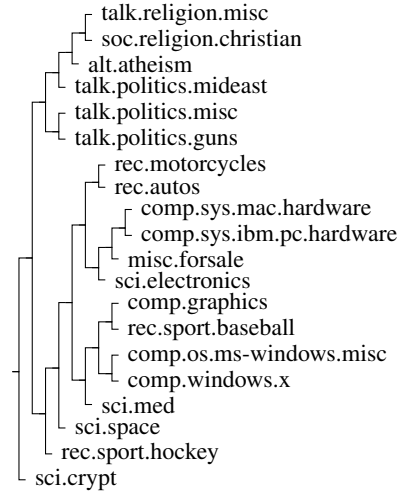 talk.religion.misc
soc.religion.christian
alt.atheism
talk.politics.mideast
talk.politics.misc
talk.politics.guns
rec.motorcycles
rec.autos
comp.sys.mac.hardware
comp.sys.ibm.pc.hardware
misc.forsale
sci.electronics
comp.graphics
rec.sport.baseball
comp.os.ms-windows.misc
comp.windows.x
sci.med
sci.space
rec.sport.hockey
sci.crypt